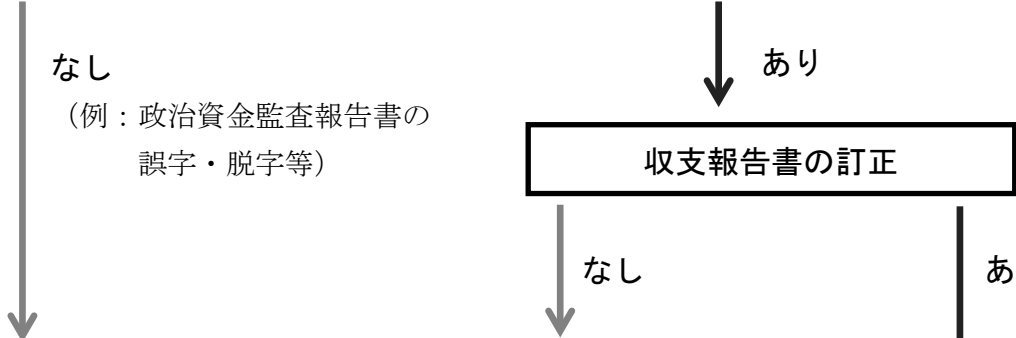 なし
（例：政治資金監査報告書の
誤字・脱字等）
あり
収支報告書の訂正
なし
あ